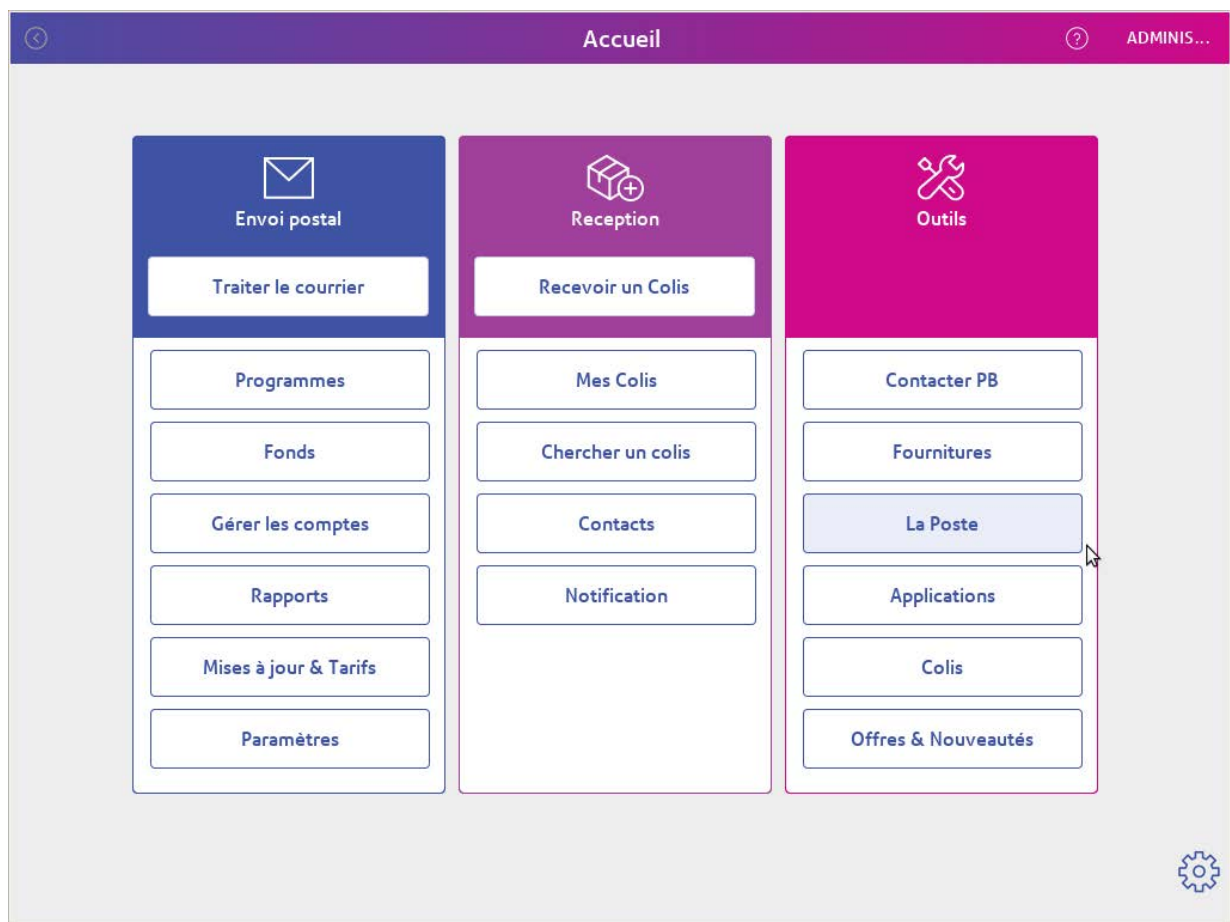 Accueil
?
ADMINIS...
Envoi postal
Traiter le courrier
Programmes
Fonds
Gérer les comptes
Rapports
Mises à jour & Tarifs
Paramètres
Reception
Recevoir un Colis
Mes Colis
Chercher un colis
Contacts
Notification
Outils
Contacter PB
Fournitures
La Poste
Applications
Colis
Offres & Nouveautés